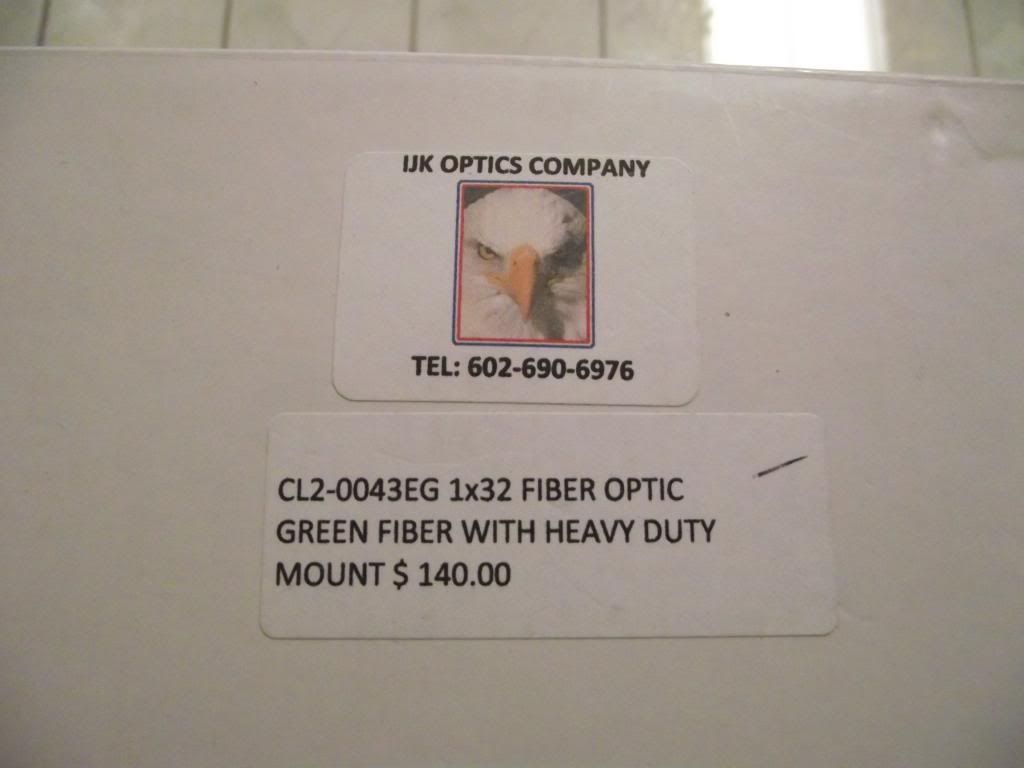 IJK OPTICS COMPANY
TEL: 602-690-6976
CL2-0043EG 1x32 FIBER OPTIC
GREEN FIBER WITH HEAVY DUTY
MOUNT $ 140.00